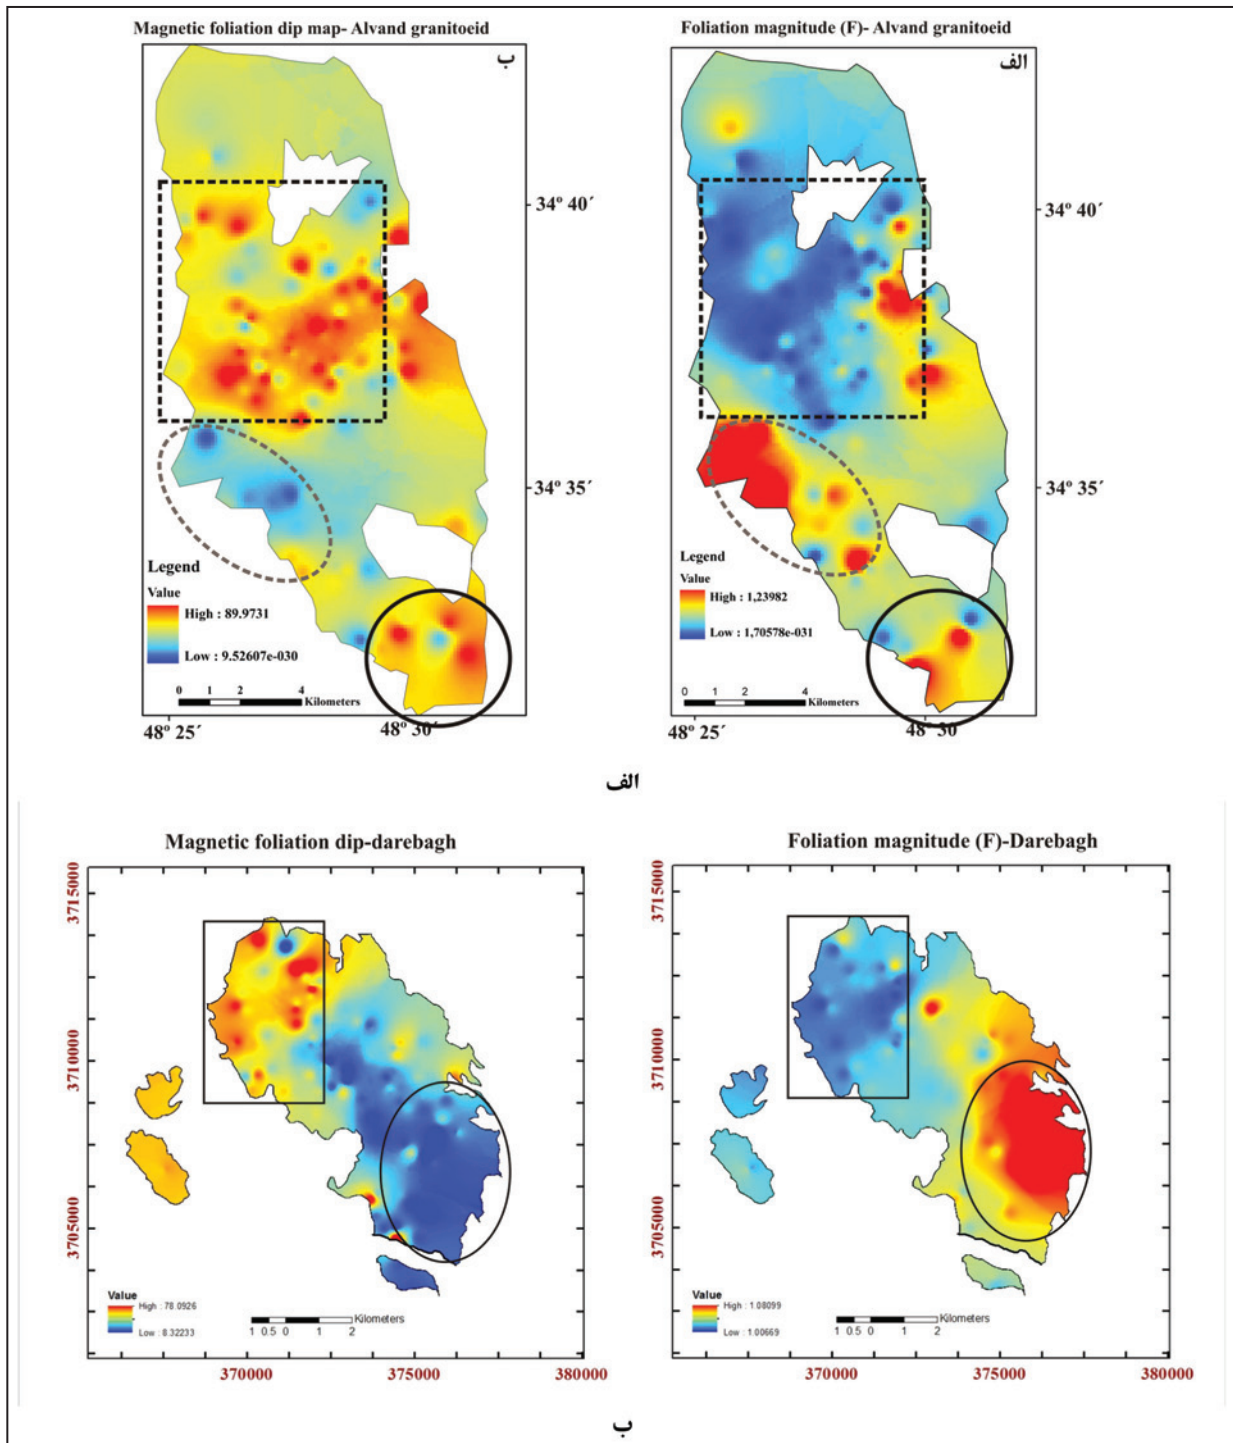 Magnetic foliation dip map- Alvand granitoeid
Foliation magnitude (F)- Alvand granitoeid
ب
الف
34° 40´
34° 40´
34° 35´
34° 35´
Legend
Value
High : 89.9731
Low : 9.52607e-030
0 1 2 4
Kilometers
48° 25´
48° 30´
Legend
Value
High : 1,23982
Low : 1,70578e-031
0 1 2 4
Kilometers
48° 25´
48° 30´
الف
Magnetic foliation dip-darebagh
Foliation magnitude (F)-Darebagh
3715000
3710000
3705000
Value
High : 78.0926
Low : 8.32233
1 0.5 0 1 2
Kilometers
370000 375000 380000
3715000
3710000
3705000
Value
High : 1.08099
Low : 1.00669
1 0.5 0 1 2
Kilometers
370000 375000 380000
ب